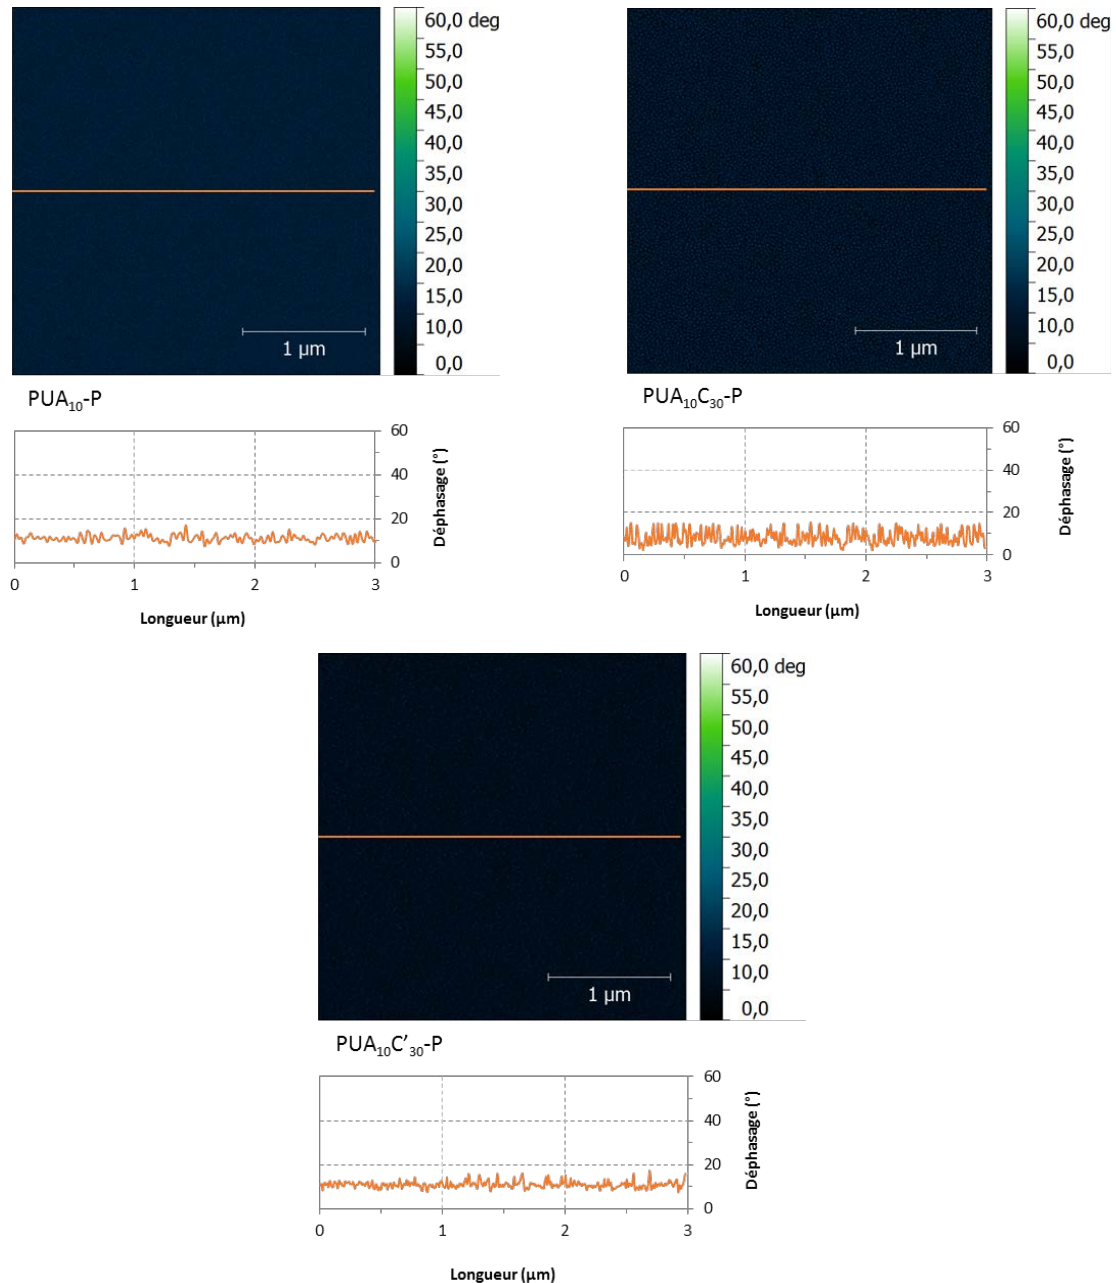 60,0 deg
55,0
50,0
45,0
40,0
35,0
30,0
25,0
20,0
15,0
10,0
0,0
1 µm
PUA₁₀-P
60
40
20
0
Déphasage (°)
0 1 2 3
Longueur (µm)
60,0 deg
55,0
50,0
45,0
40,0
35,0
30,0
25,0
20,0
15,0
10,0
0,0
1 µm
PUA₁₀C₃₀-P
60
40
20
0
Déphasage (°)
0 1 2 3
Longueur (µm)
60,0 deg
55,0
50,0
45,0
40,0
35,0
30,0
25,0
20,0
15,0
10,0
0,0
1 µm
PUA₁₀C’₃₀-P
60
40
20
0
Déphasage (°)
0 1 2 3
Longueur (µm)